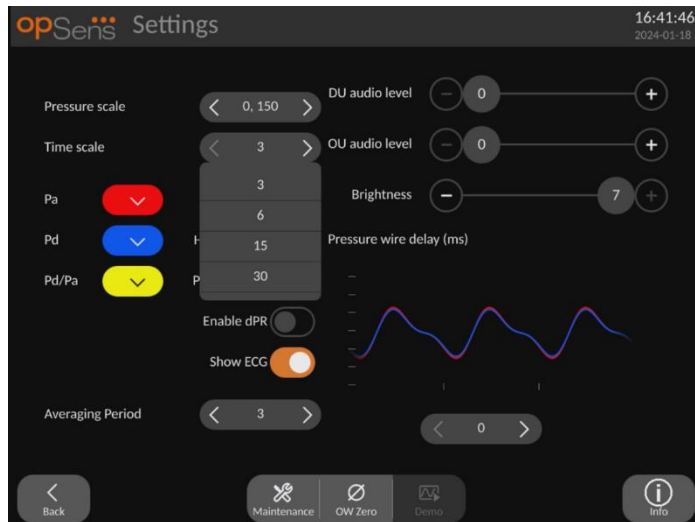 opSens Settings
16:41:46
2024-01-18
Pressure scale
0, 150
Time scale
3
3
6
15
30
Pa
Pd
H
Pd/Pa
P
Enable dPR
Show ECG
Averaging Period
3
DU audio level
0
OU audio level
0
Brightness
7
Pressure wire delay (ms)
0
Back
Maintenance
OW Zero
Demo
Info